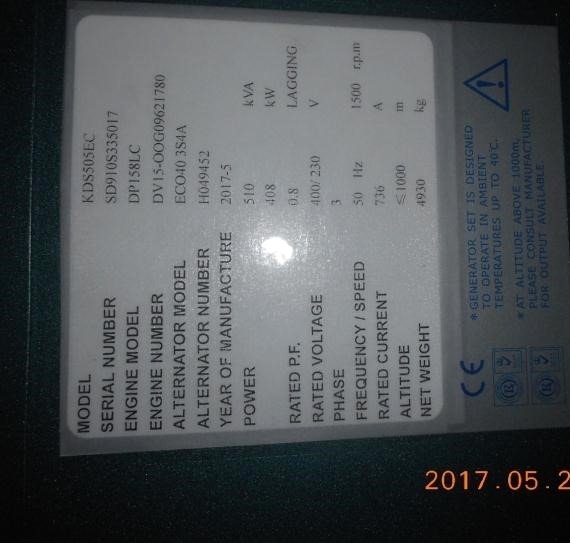 MODEL KDS505EC
SERIAL NUMBER SD910S335017
ENGINE MODEL DP158LC
ENGINE NUMBER DV15-OOG09621780
ALTERNATOR MODEL ECO40 3S4A
ALTERNATOR NUMBER H049452
YEAR OF MANUFACTURE 2017-5
POWER 510 kVA
408 kW
RATED P.F. 0.8 LAGGING
RATED VOLTAGE 400/230 V
PHASE 3
FREQUENCY / SPEED 50 Hz 1500 r.p.m
RATED CURRENT 736 A
ALTITUDE ≤1000 m
NET WEIGHT 4930 kg
CE
* GENERATOR SET IS DESIGNED
TO OPERATE IN AMBIENT
TEMPERATURES UP TO 40℃.
* AT ALTITUDE ABOVE 1000m,
PLEASE CONSULT MANUFACTURER
FOR OUTPUT AVAILABLE.
2017.05.2